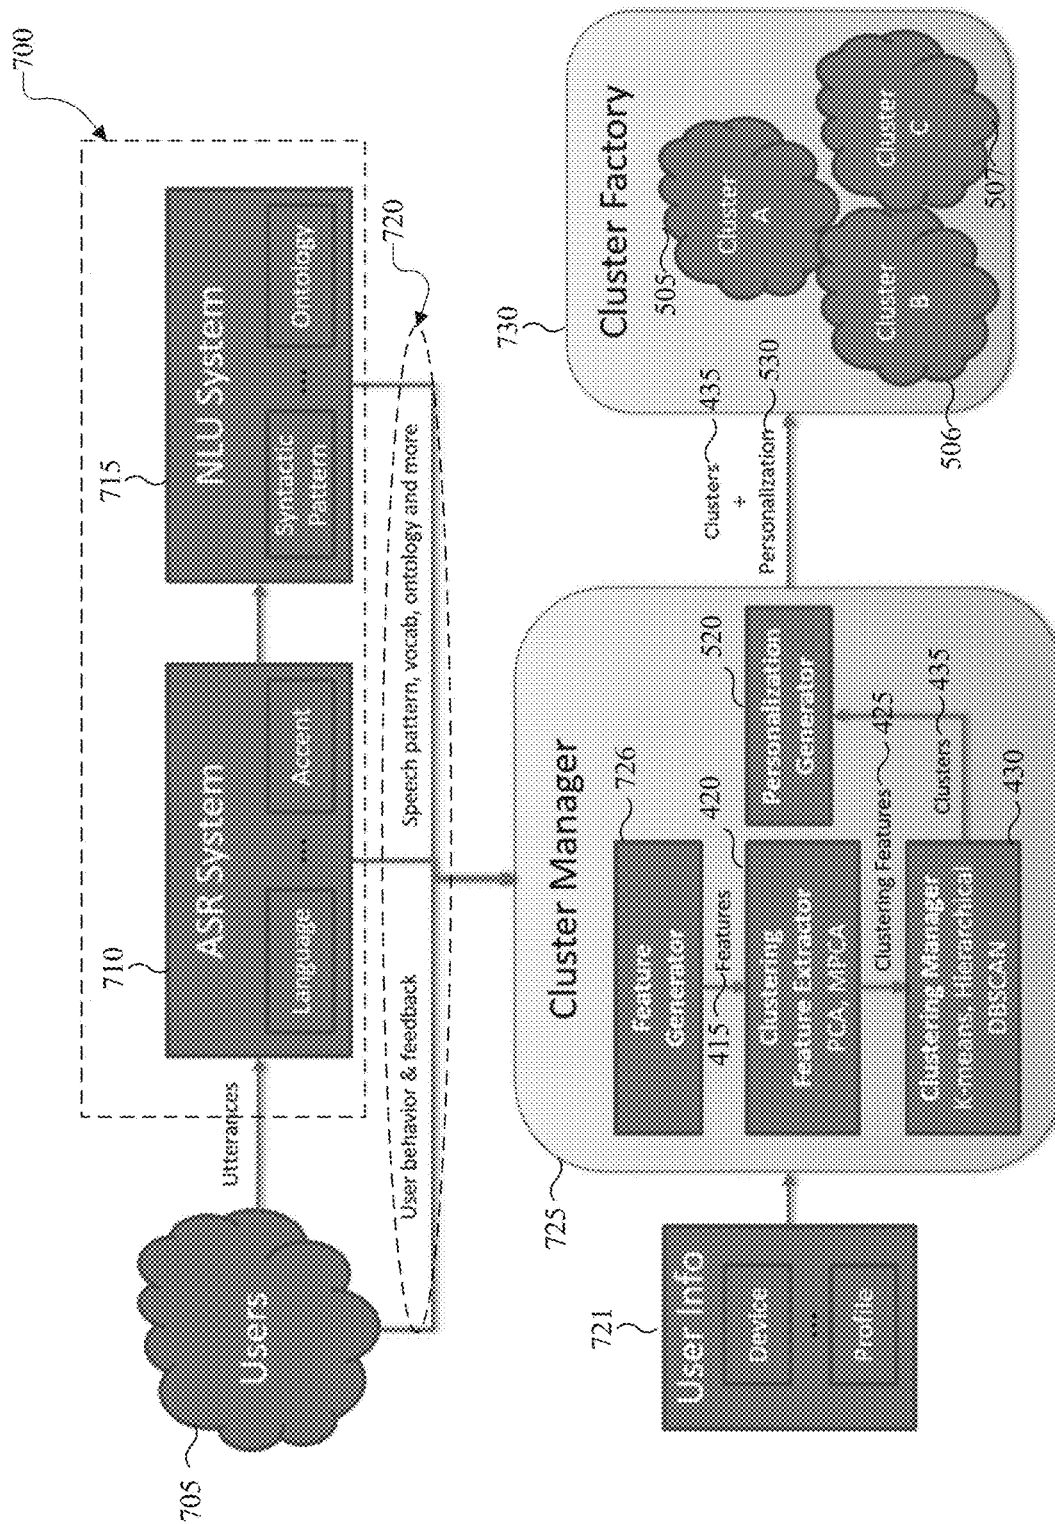 700
705
Users
Utterances
710
ASR System
Language
....
Accent
715
NLU System
Syntactic
Pattern
....
Ontology
User behavior & feedback
Speech pattern, vocab, ontology and more
720
721
User Info
Device
....
Profile
725
Cluster Manager
Feature
Generator
726
415
Features
Clustering
Feature Extractor
PCA, MPCA
420
Clustering Features
425
Clustering Manager
K-means, Hierarchical
DBSCAN
430
Clusters
435
Personalization
Generator
520
Clusters
435
+
Personalization
530
730
Cluster Factory
505
Cluster
A
506
Cluster
B
507
Cluster
C